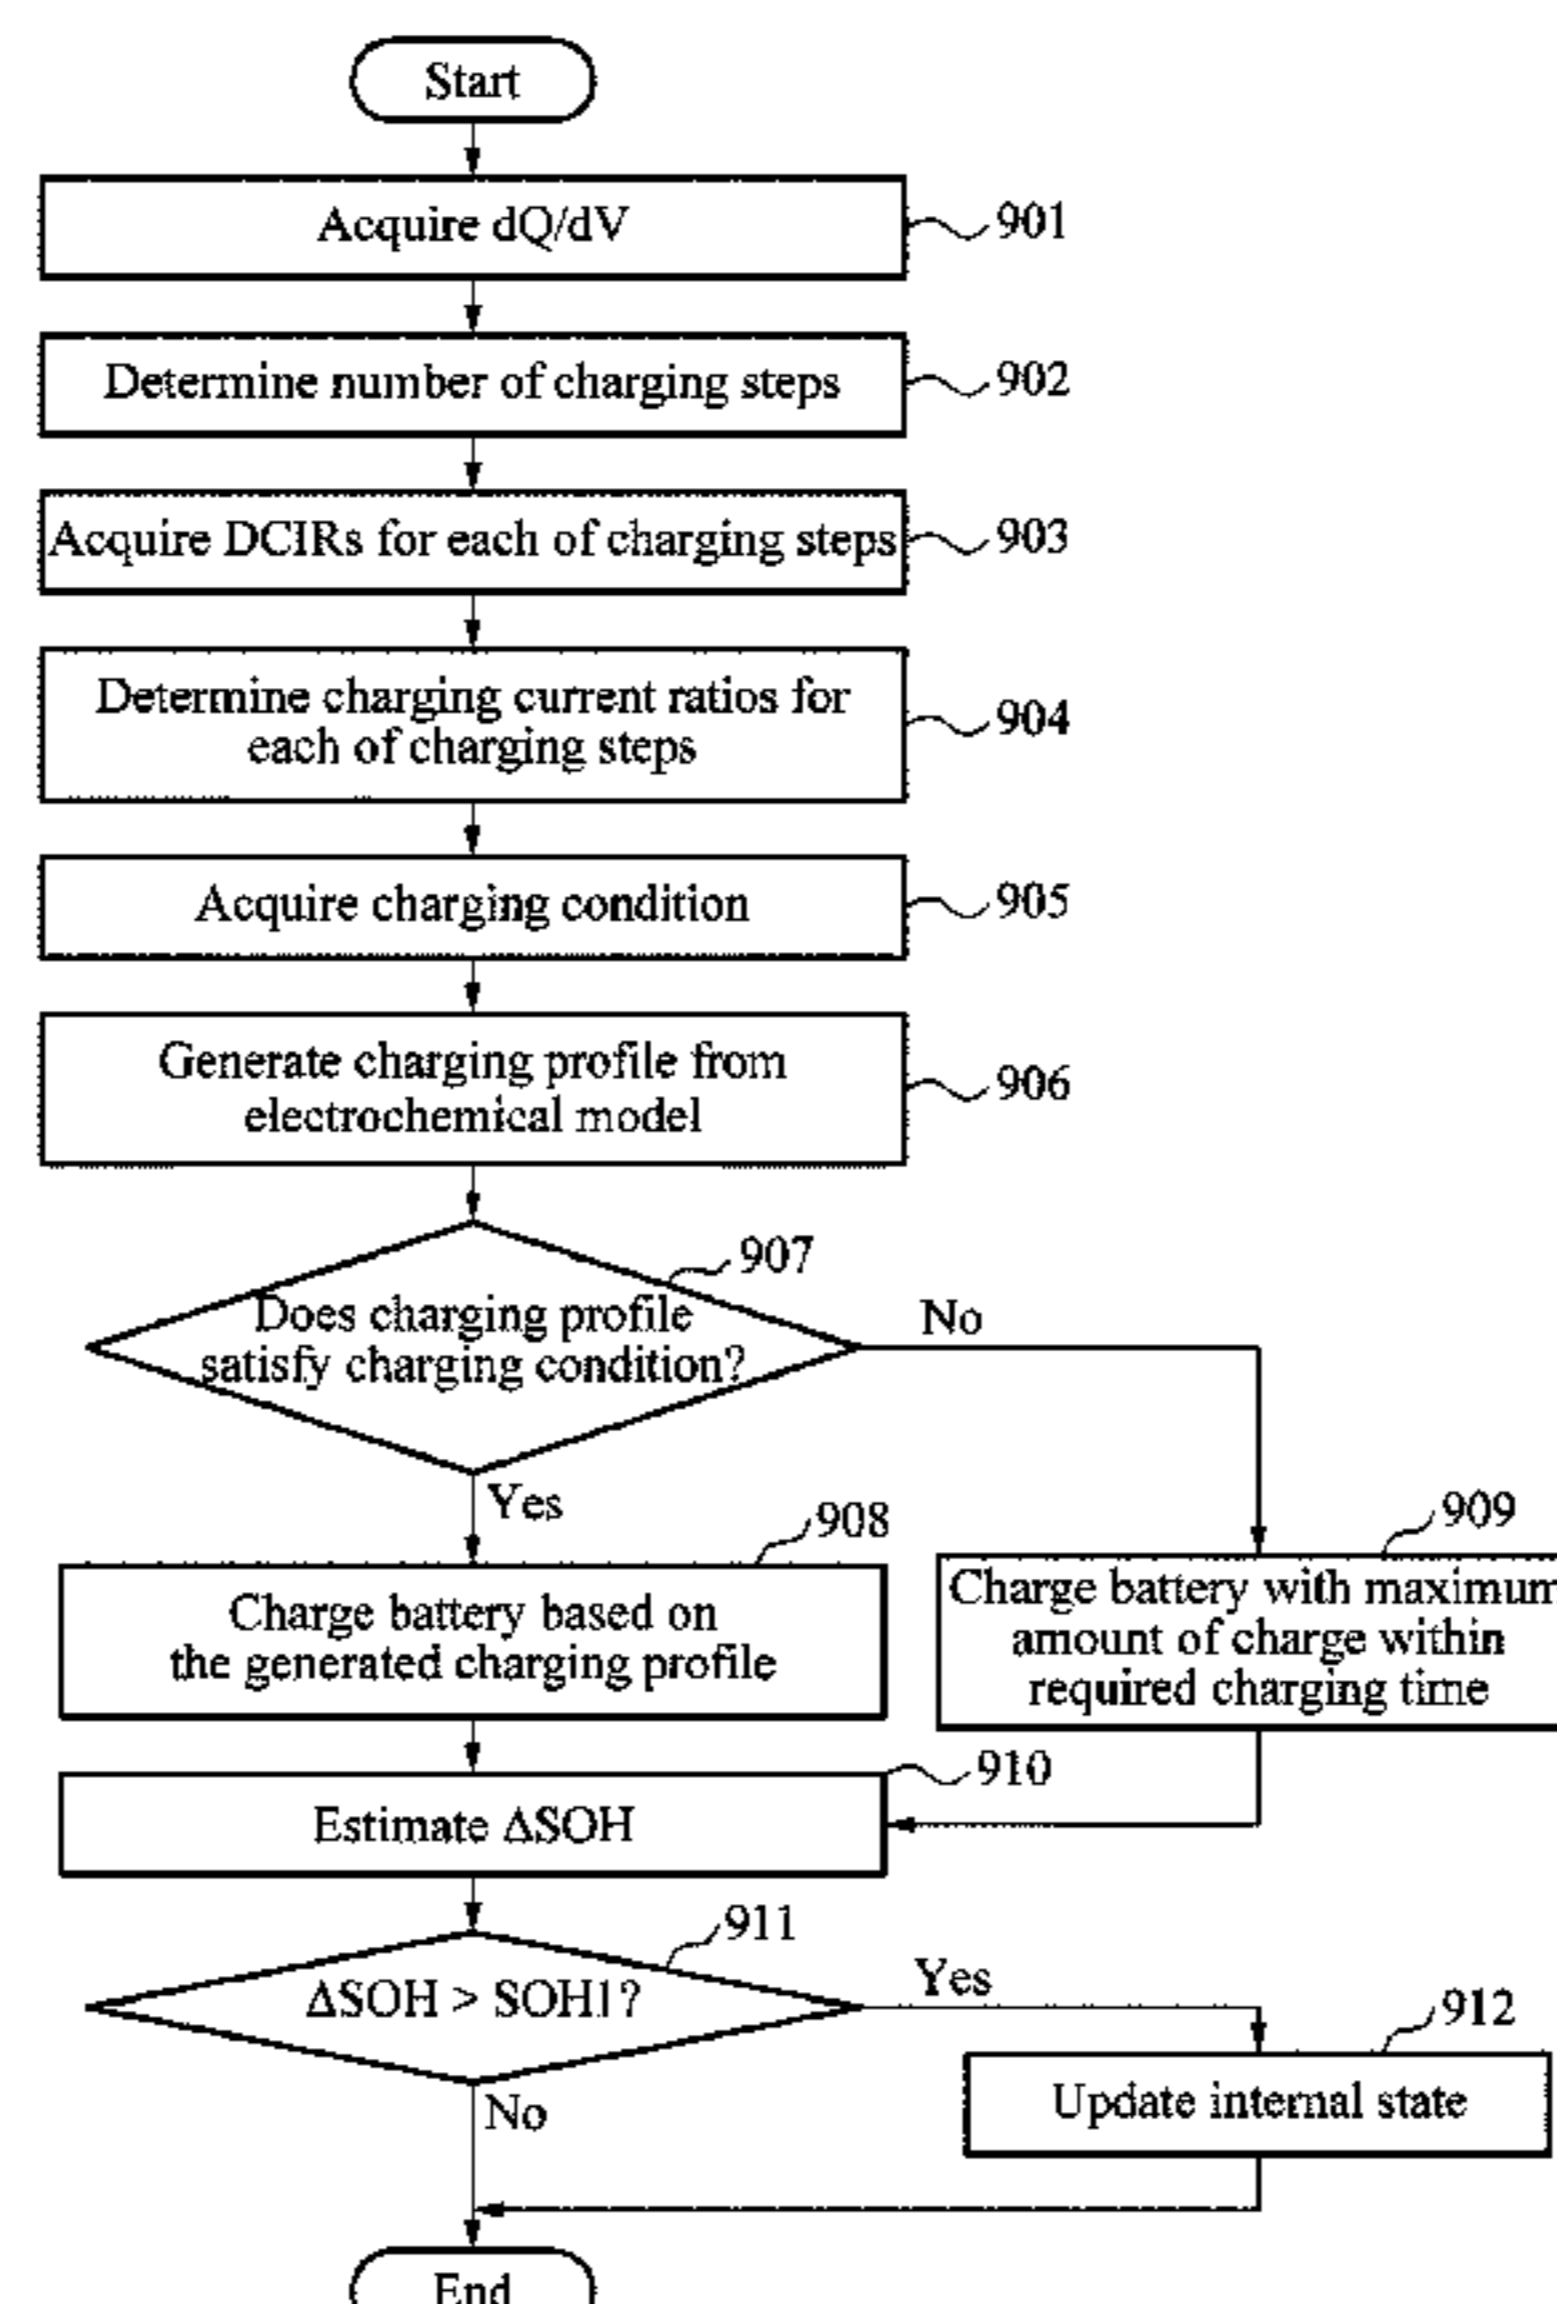 Start
Acquire dQ/dV
901
Determine number of charging steps
902
Acquire DCIRs for each of charging steps
903
Determine charging current ratios for
each of charging steps
904
Acquire charging condition
905
Generate charging profile from
electrochemical model
906
907
Does charging profile
satisfy charging condition?
No
Yes
908
Charge battery based on
the generated charging profile
909
Charge battery with maximum
amount of charge within
required charging time
910
Estimate ΔSOH
911
ΔSOH > SOH1?
Yes
912
Update internal state
No
End